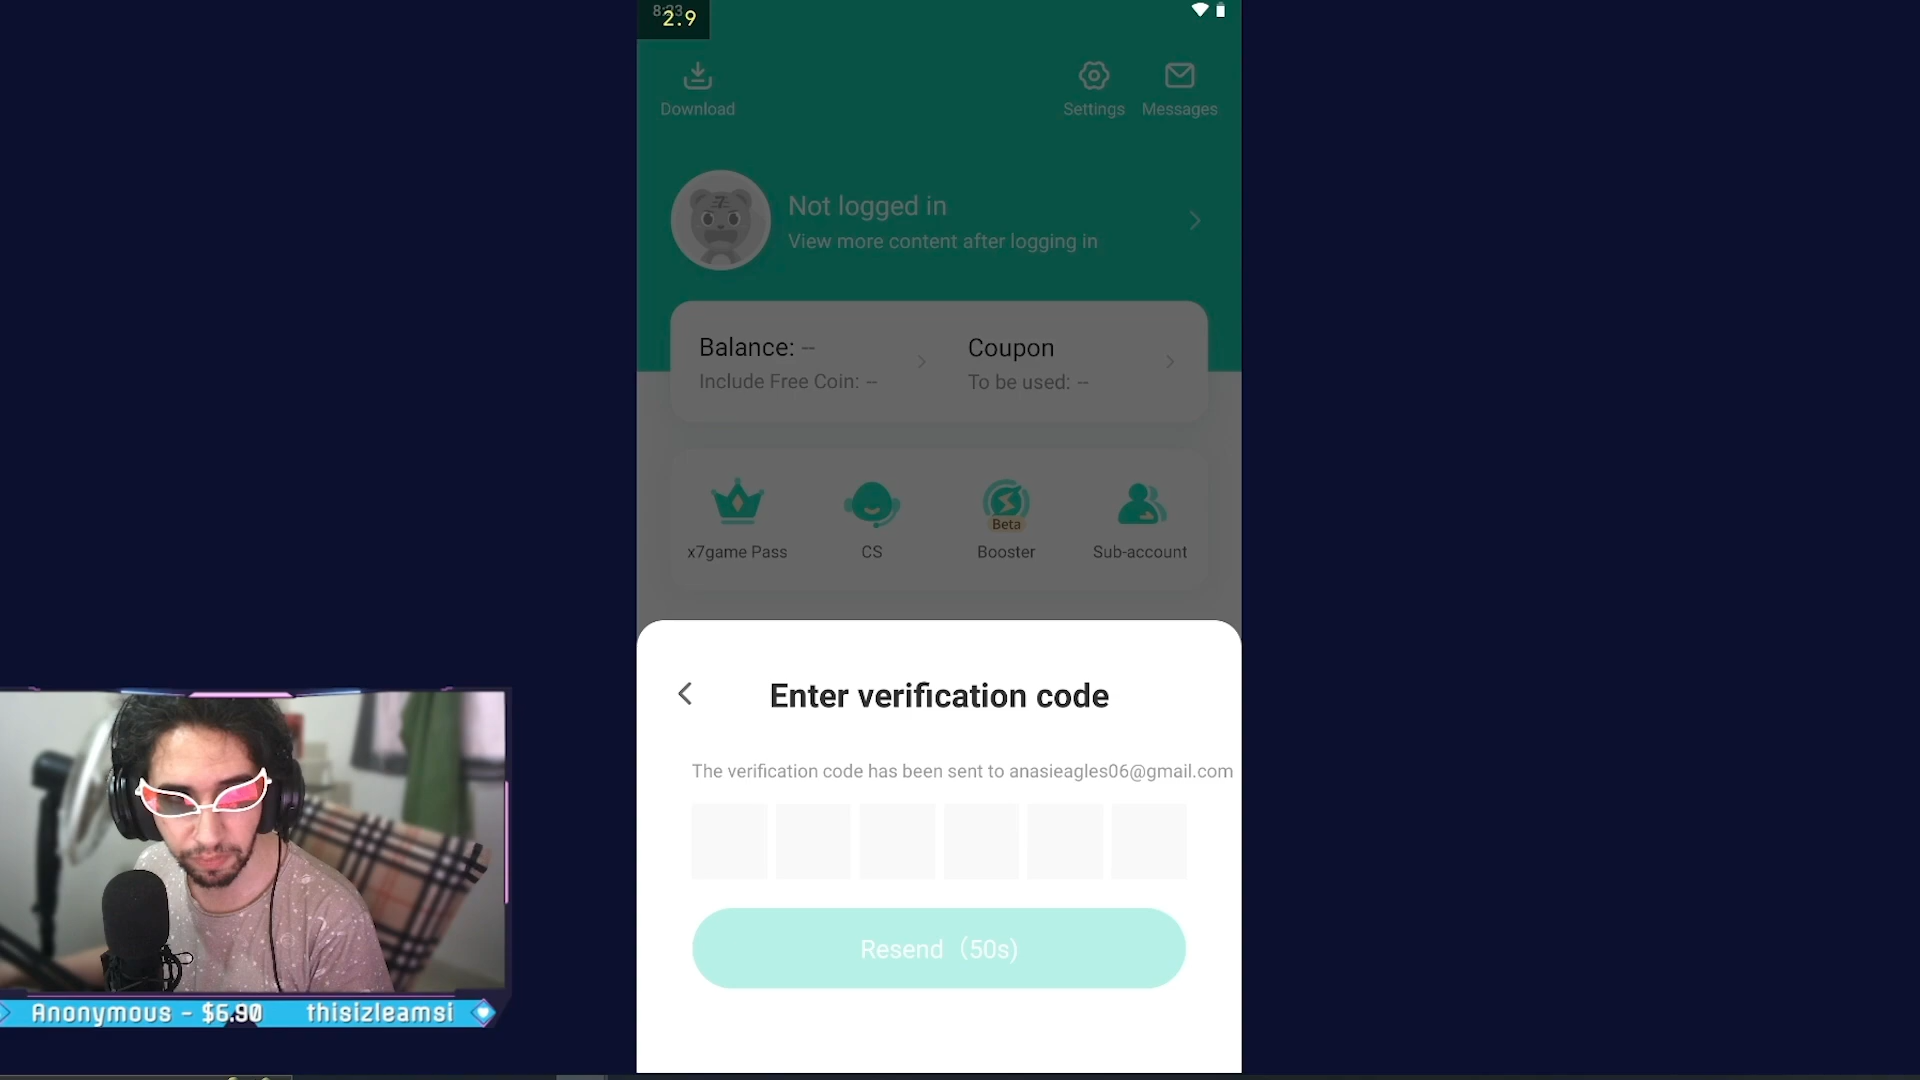 8:23
2.9
Download
Settings
Messages
Not logged in
View more content after logging in
Balance: --
Include Free Coin: --
Coupon
To be used: --
x7game Pass
CS
Beta
Booster
Sub-account
Enter verification code
The verification code has been sent to anasieagles06@gmail.com
Resend（50s)
Anonymous - $6.90 thisizleamsi